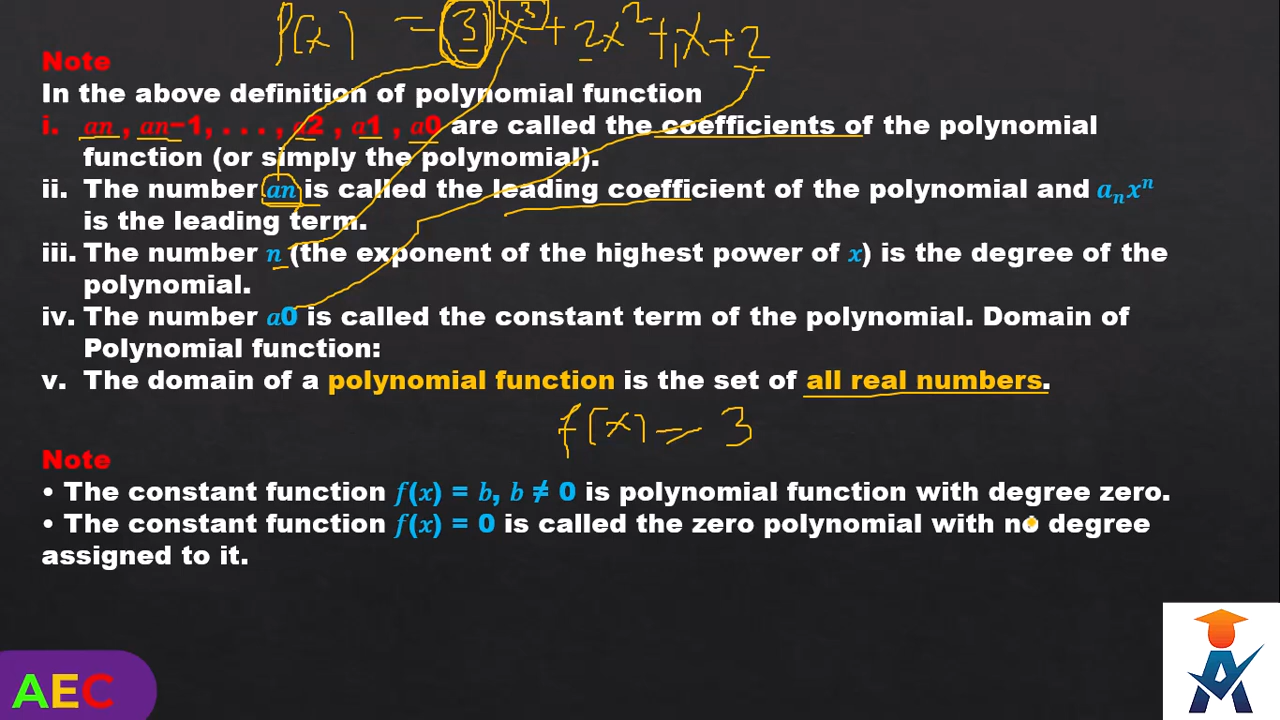 f(x) = 3x³ + 2x² + 1x + 2
Note
In the above definition of polynomial function
i. an , an−1, . . . , a2 , a1 , a0 are called the coefficients of the polynomial
function (or simply the polynomial).
ii. The number an is called the leading coefficient of the polynomial and aₙxⁿ
is the leading term.
iii. The number n (the exponent of the highest power of x) is the degree of the
polynomial.
iv. The number a0 is called the constant term of the polynomial. Domain of
Polynomial function:
v. The domain of a polynomial function is the set of all real numbers.
f(x) = 3
Note
• The constant function f(x) = b, b ≠ 0 is polynomial function with degree zero.
• The constant function f(x) = 0 is called the zero polynomial with no degree
assigned to it.
AEC